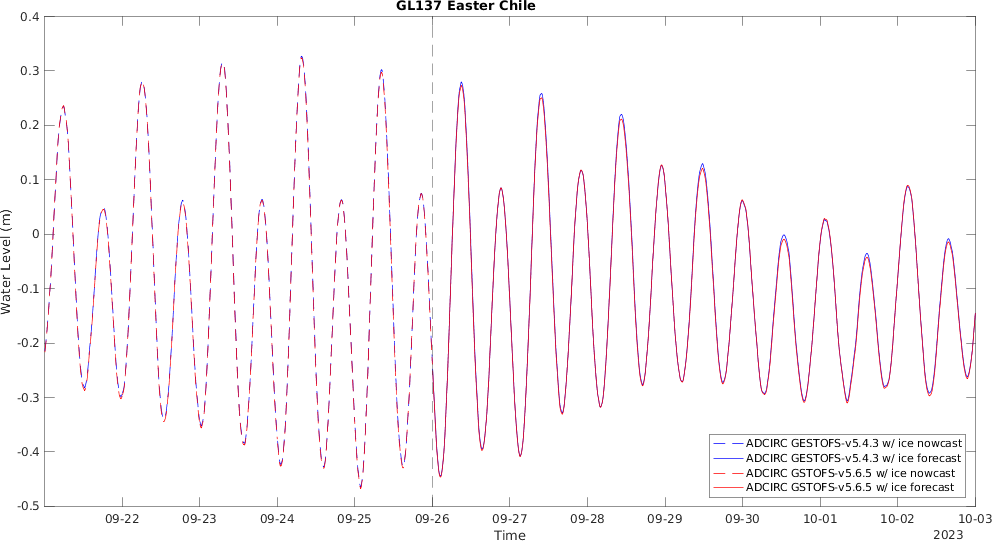 GL137 Easter Chile
0.4
0.3
0.2
0.1
0
-0.1
-0.2
-0.3
-0.4
-0.5
Water Level (m)
ADCIRC GESTOFS-v5.4.3 w/ ice nowcast
ADCIRC GESTOFS-v5.4.3 w/ ice forecast
ADCIRC GSTOFS-v5.6.5 w/ ice nowcast
ADCIRC GSTOFS-v5.6.5 w/ ice forecast
09-22 09-23 09-24 09-25 09-26 09-27 09-28 09-29 09-30 10-01 10-02 10-03
Time
2023